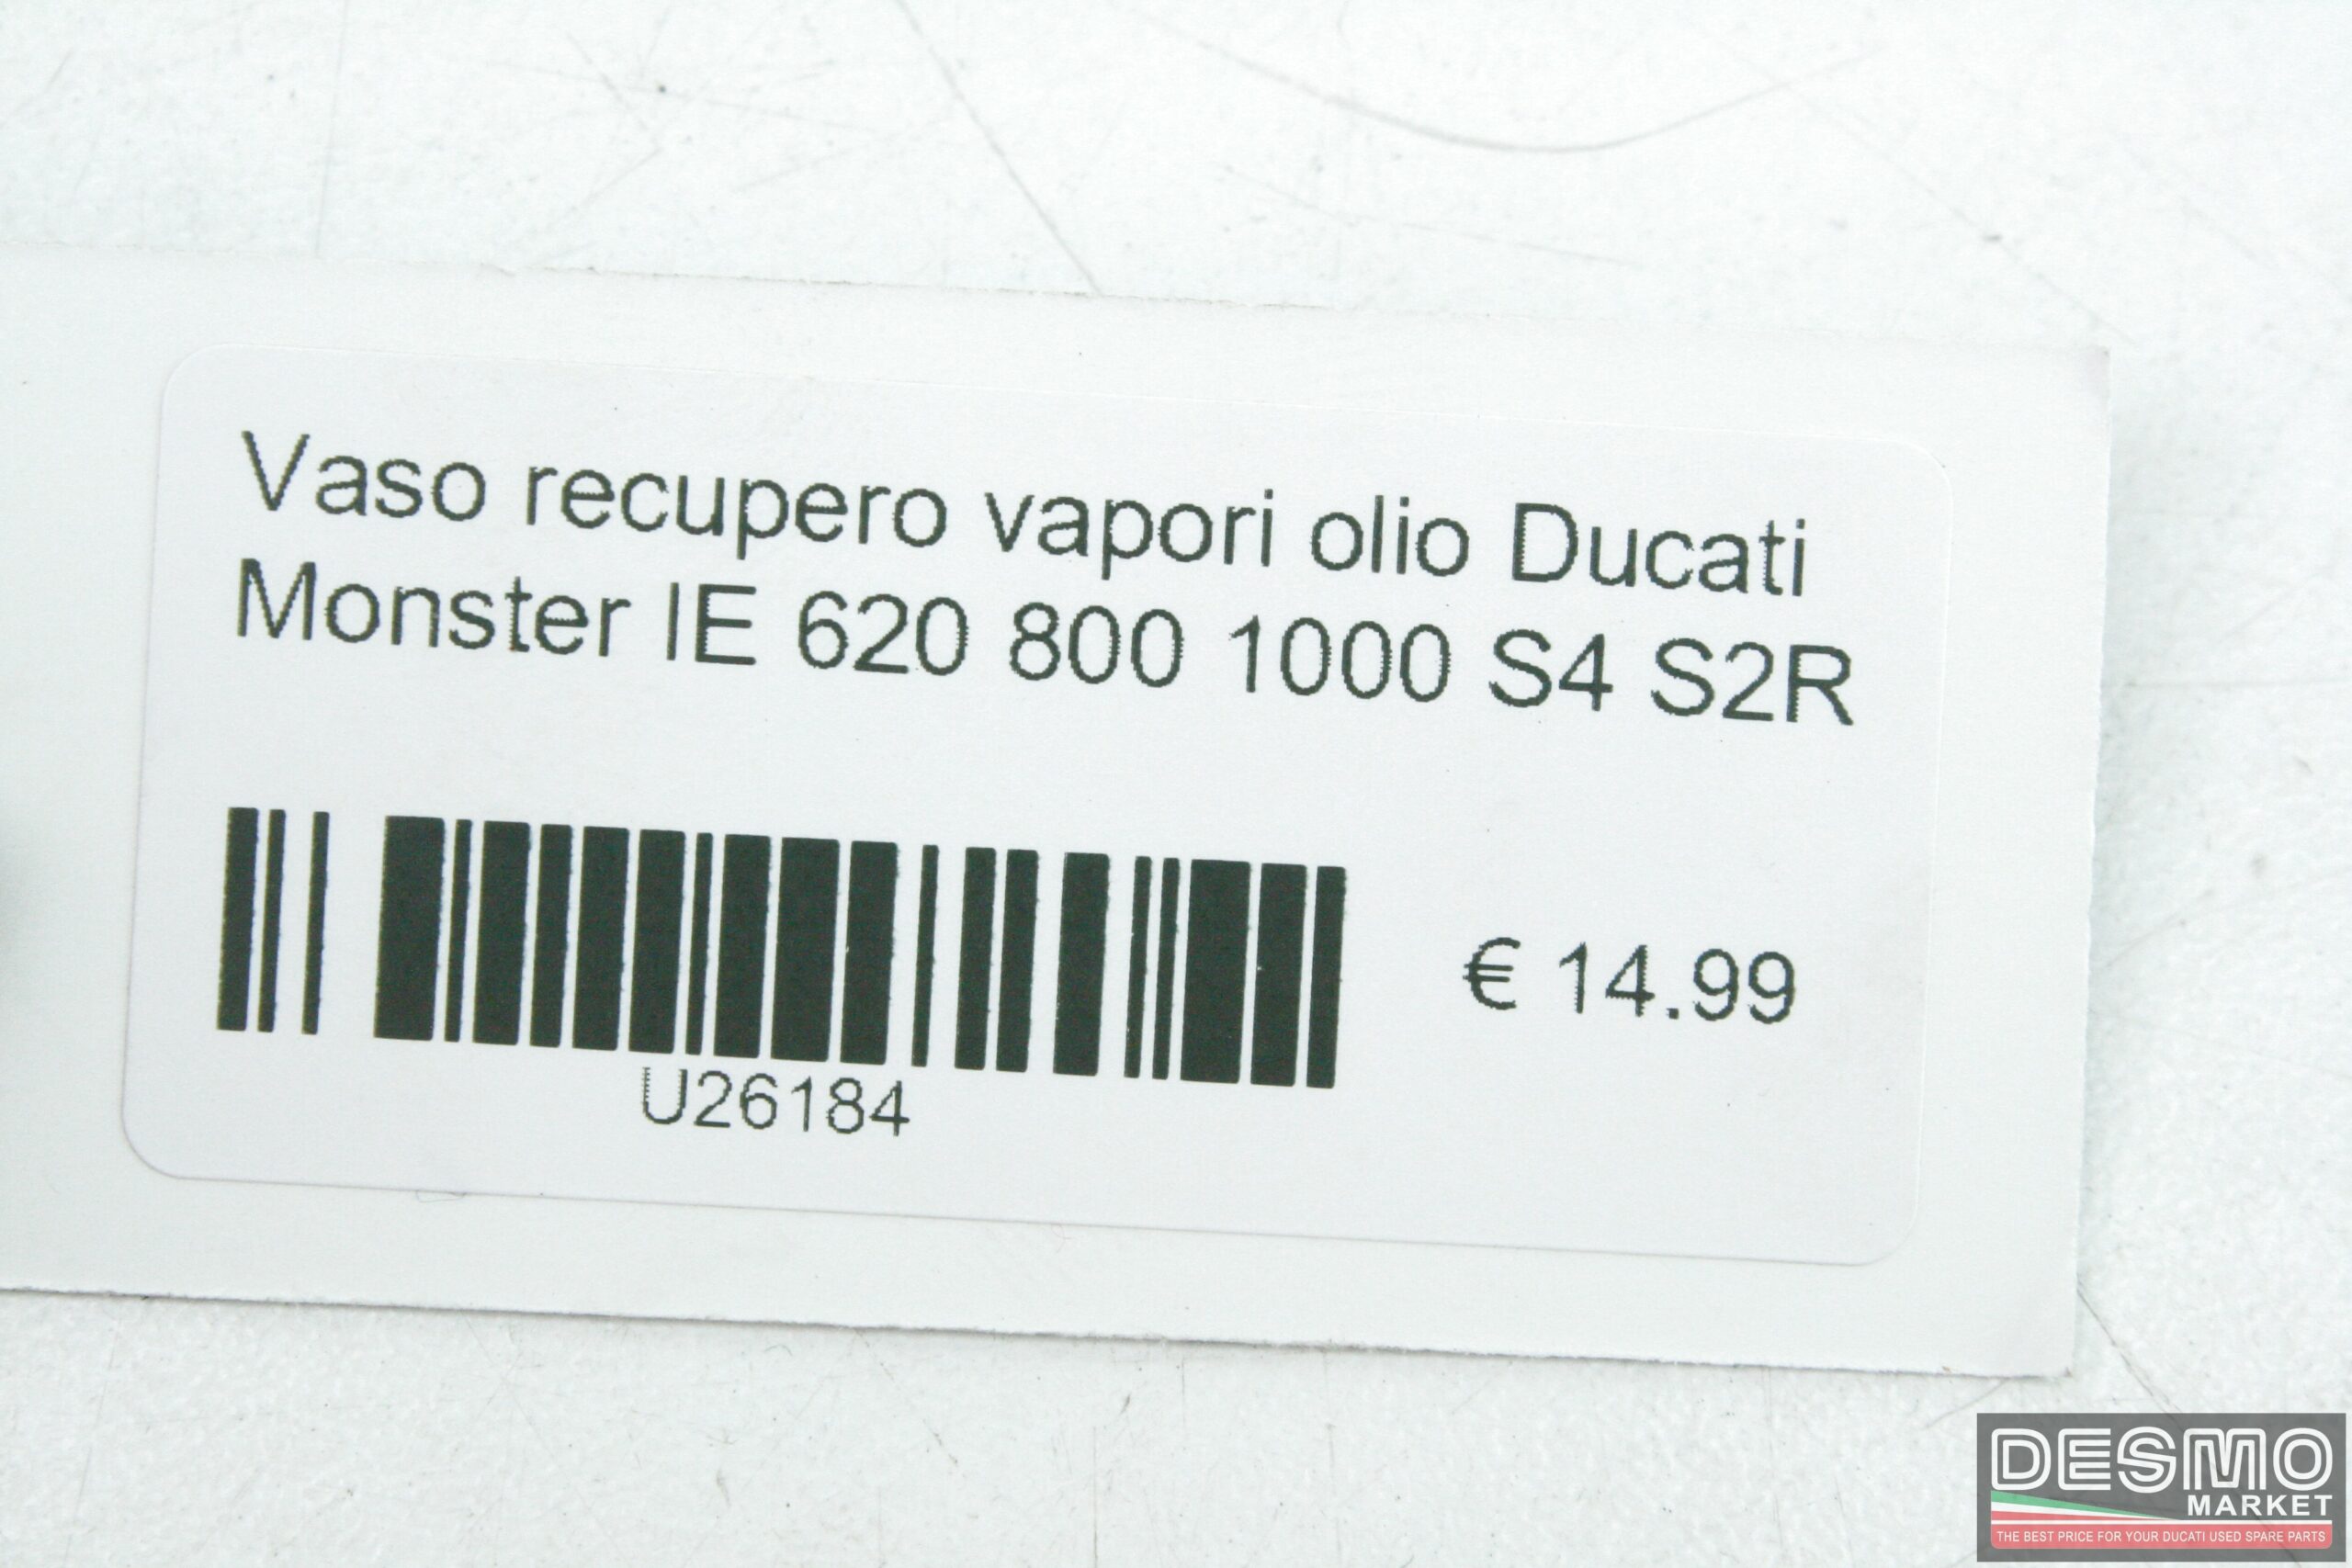 Vaso recupero vapori olio Ducati
Monster IE 620 800 1000 S4 S2R
€ 14.99
U26184
DESMO
MARKET
THE BEST PRICE FOR YOUR DUCATI USED SPARE PARTS